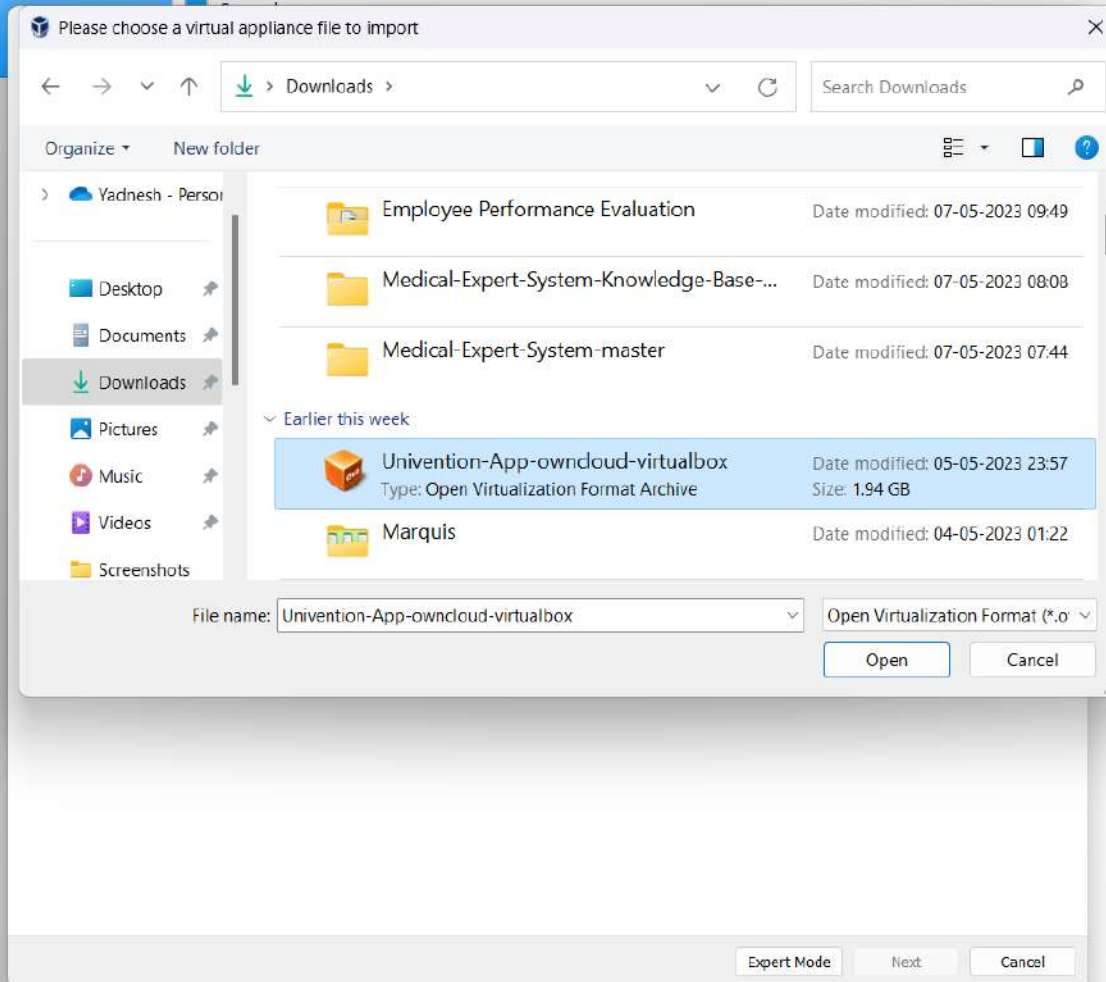 Please choose a virtual appliance file to import
Downloads
Search Downloads
Organize
New folder
Yadnesh - Person
Desktop
Documents
Downloads
Pictures
Music
Videos
Screenshots
Employee Performance Evaluation
Date modified: 07-05-2023 09:49
Medical-Expert-System-Knowledge-Base-...
Date modified: 07-05-2023 08:08
Medical-Expert-System-master
Date modified: 07-05-2023 07:44
Earlier this week
Univention-App-owncloud-virtualbox
Date modified: 05-05-2023 23:57
Type: Open Virtualization Format Archive
Size: 1.94 GB
Marquis
Date modified: 04-05-2023 01:22
File name: Univention-App-owncloud-virtualbox
Open Virtualization Format (*.o
Open
Cancel
Expert Mode
Next
Cancel